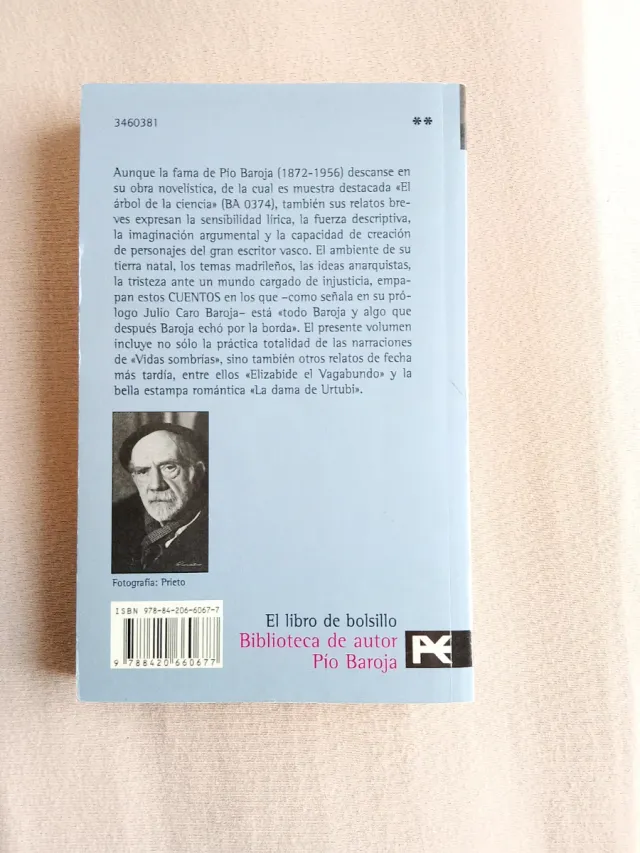 3460381
**
Aunque la fama de Pío Baroja (1872-1956) descanse en
su obra novelística, de la cual es muestra destacada «El
árbol de la ciencia» (BA 0374), también sus relatos bre-
ves expresan la sensibilidad lírica, la fuerza descriptiva,
la imaginación argumental y la capacidad de creación
de personajes del gran escritor vasco. El ambiente de su
tierra natal, los temas madrileños, las ideas anarquistas,
la tristeza ante un mundo cargado de injusticia, empa-
pan estos CUENTOS en los que –como señala en su pró-
logo Julio Caro Baroja– está «todo Baroja y algo que
después Baroja echó por la borda». El presente volumen
incluye no sólo la práctica totalidad de las narraciones
de «Vidas sombrías», sino también otros relatos de fecha
más tardía, entre ellos «Elizabide el Vagabundo» y la
bella estampa romántica «La dama de Urtubi».
Fotografía: Prieto
ISBN 978-84-206-6067-7
9 788420 660677
El libro de bolsillo
Biblioteca de autor
Pío Baroja